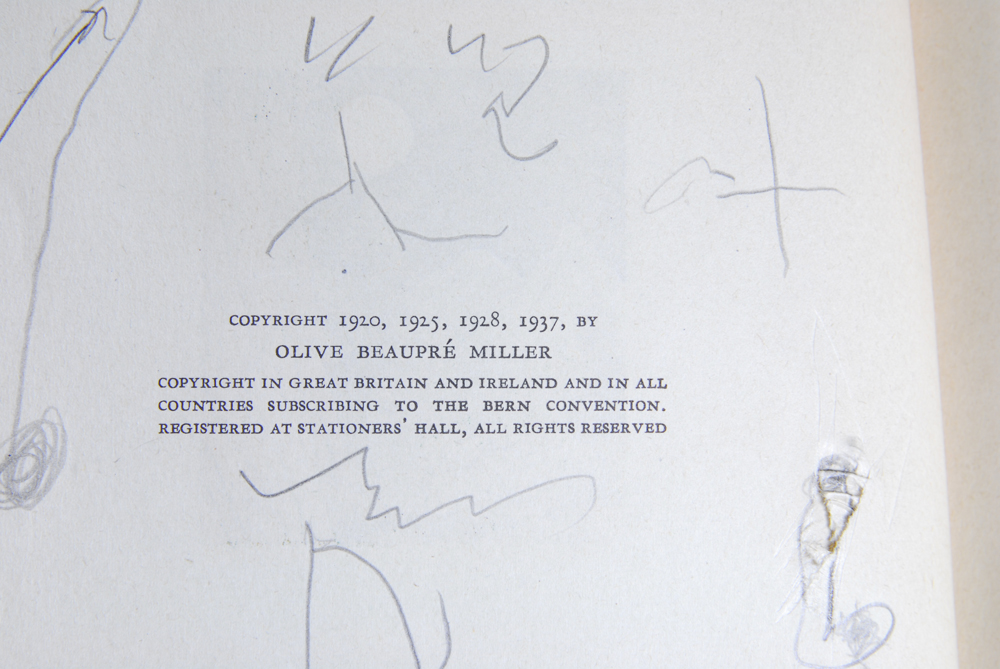 COPYRIGHT 1920, 1925, 1928, 1937, BY
OLIVE BEAUPRÉ MILLER
COPYRIGHT IN GREAT BRITAIN AND IRELAND AND IN ALL
COUNTRIES SUBSCRIBING TO THE BERN CONVENTION.
REGISTERED AT STATIONERS' HALL, ALL RIGHTS RESERVED